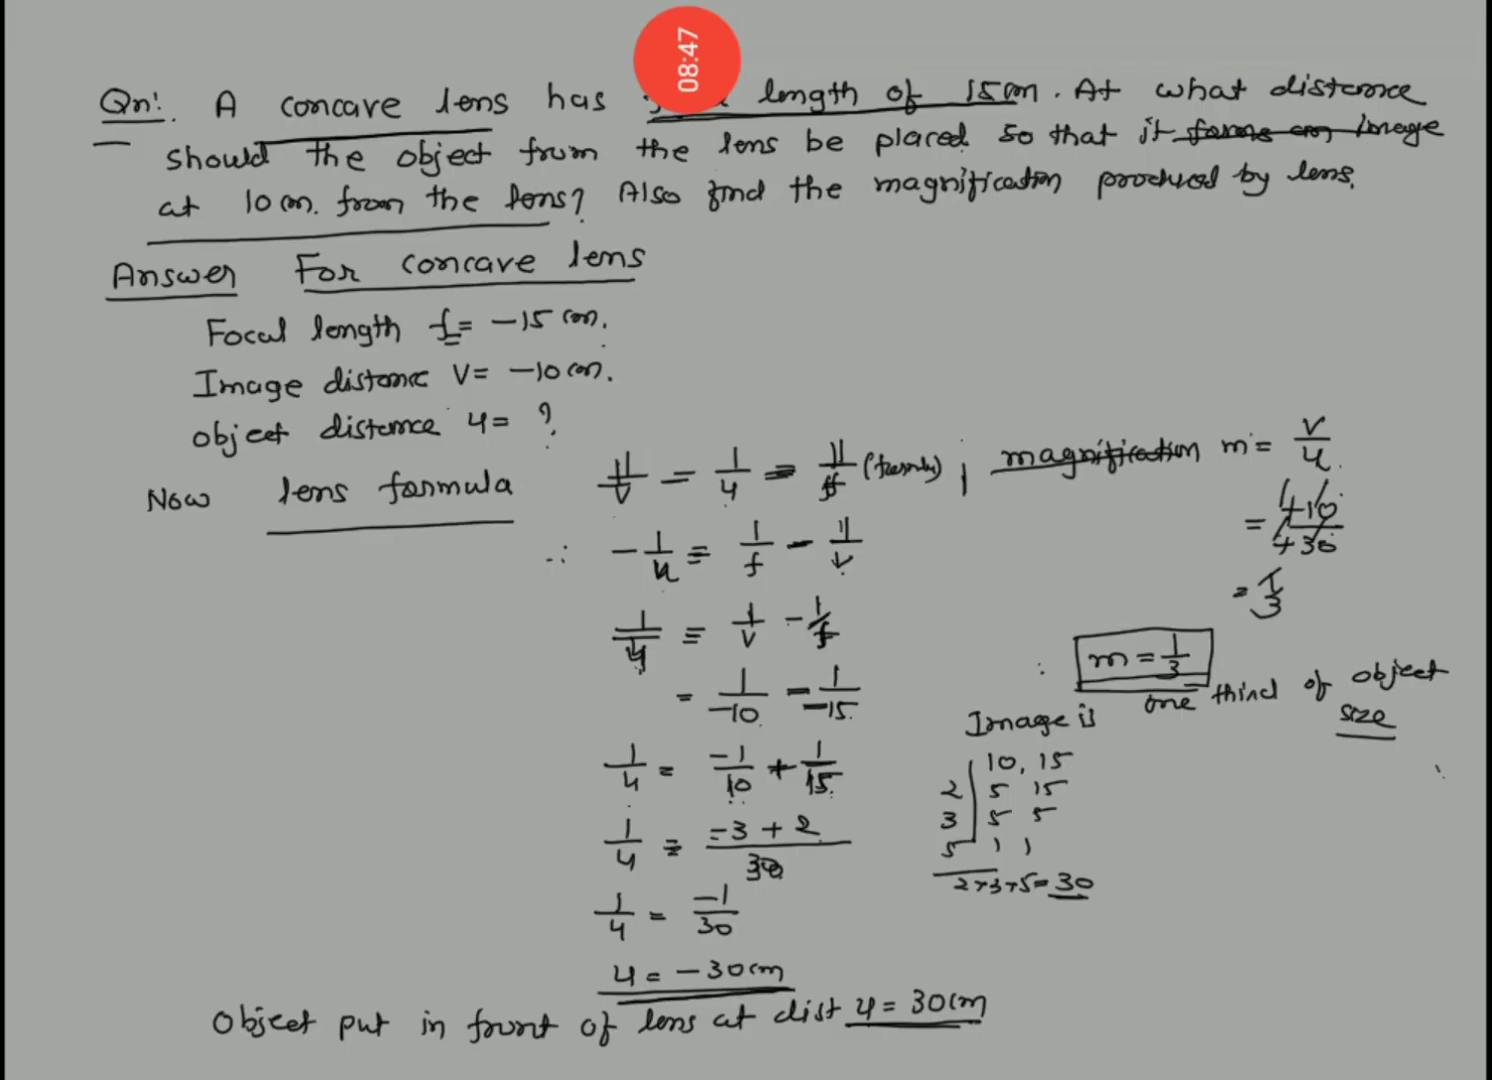 08:47
Qn: A concave lens has length of 15cm. At what distance
should the object from the lens be placed so that it forms an image
at 10 cm. from the lens? Also find the magnification produced by lens.
Answer For concave lens
Focal length f = -15 cm.
Image distance v = -10 cm.
object distance u = ?
Now lens formula 1/v = 1/u = 1/f , magnification m = v/u
= +10/+30
∴ -1/u = 1/f - 1/v
= 1/3
1/u = 1/v - 1/f
∴ m = 1/3
= 1/-10 - 1/-15
Image is one third of object
size
1/u = -1/10 + 1/15
10, 15
2 5 15
3 5 5
5 1 1
2×3×5=30
1/u = -3 + 2/30
1/u = -1/30
u = -30cm
Object put in front of lens at dist u = 30cm